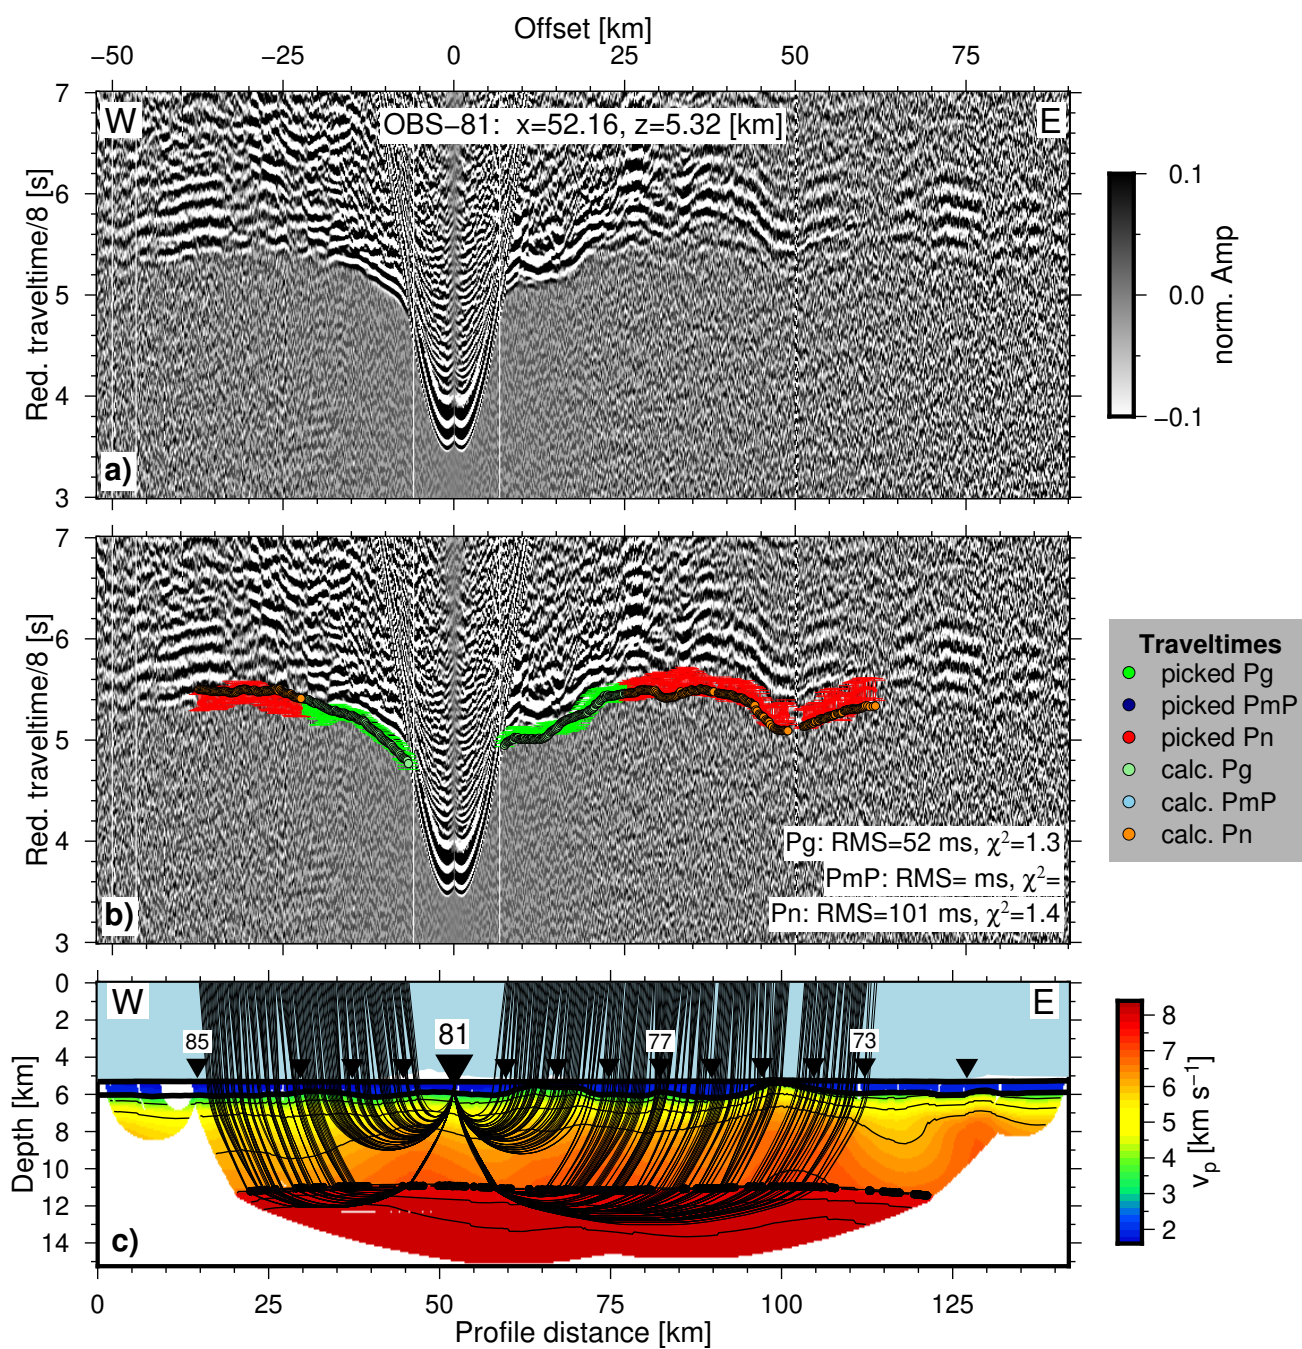 Offset [km]
−50 −25 0 25 50 75
W
OBS−81: x=52.16, z=5.32 [km]
E
7
6
5
4
3
Red. traveltime/8 [s]
a)
0.1
0.0
−0.1
norm. Amp
7
6
5
4
3
Red. traveltime/8 [s]
b)
Pg: RMS=52 ms, χ²=1.3
PmP: RMS= ms, χ²=
Pn: RMS=101 ms, χ²=1.4
Traveltimes
picked Pg
picked PmP
picked Pn
calc. Pg
calc. PmP
calc. Pn
W
E
85
81
77
73
0
2
4
6
8
10
12
14
Depth [km]
c)
8
7
6
5
4
3
2
v_p [km s⁻¹]
0 25 50 75 100 125
Profile distance [km]